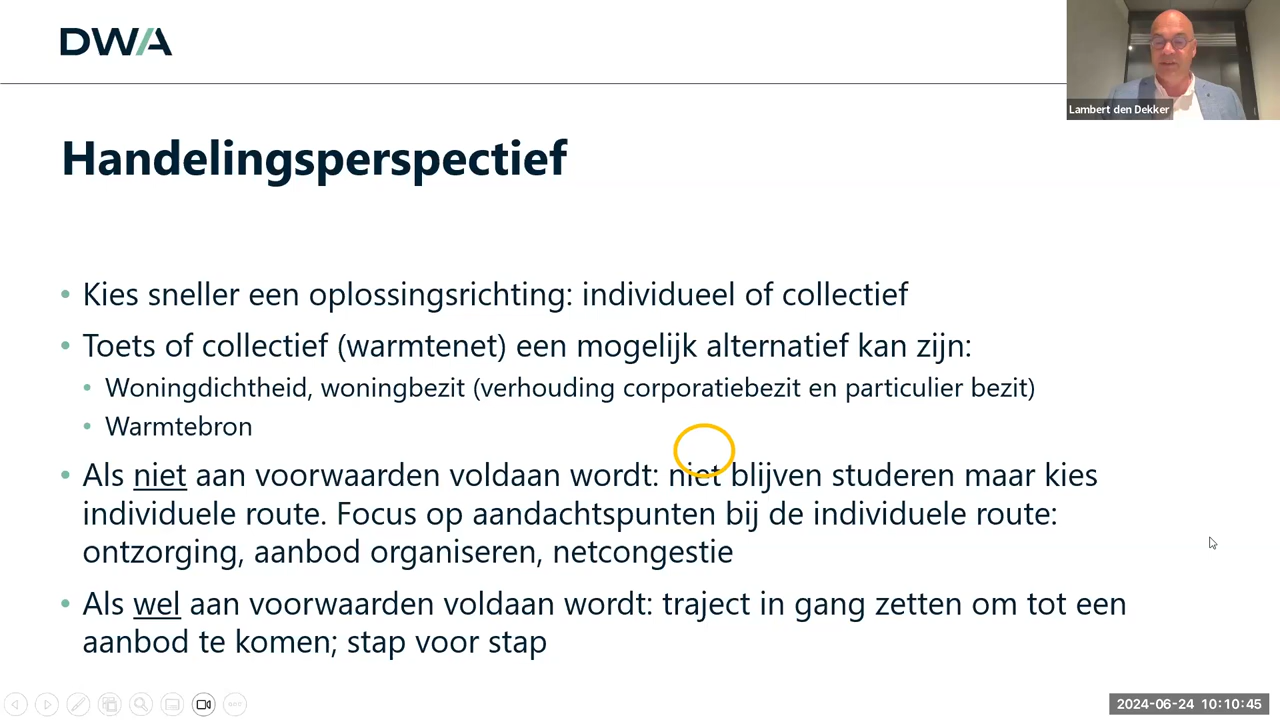 DWA
Lambert den Dekker
Handelingsperspectief
• Kies sneller een oplossingsrichting: individueel of collectief
• Toets of collectief (warmtenet) een mogelijk alternatief kan zijn:
• Woningdichtheid, woningbezit (verhouding corporatiebezit en particulier bezit)
• Warmtebron
• Als niet aan voorwaarden voldaan wordt: niet blijven studeren maar kies
individuele route. Focus op aandachtspunten bij de individuele route:
ontzorging, aanbod organiseren, netcongestie
• Als wel aan voorwaarden voldaan wordt: traject in gang zetten om tot een
aanbod te komen; stap voor stap
2024-06-24 10:10:45